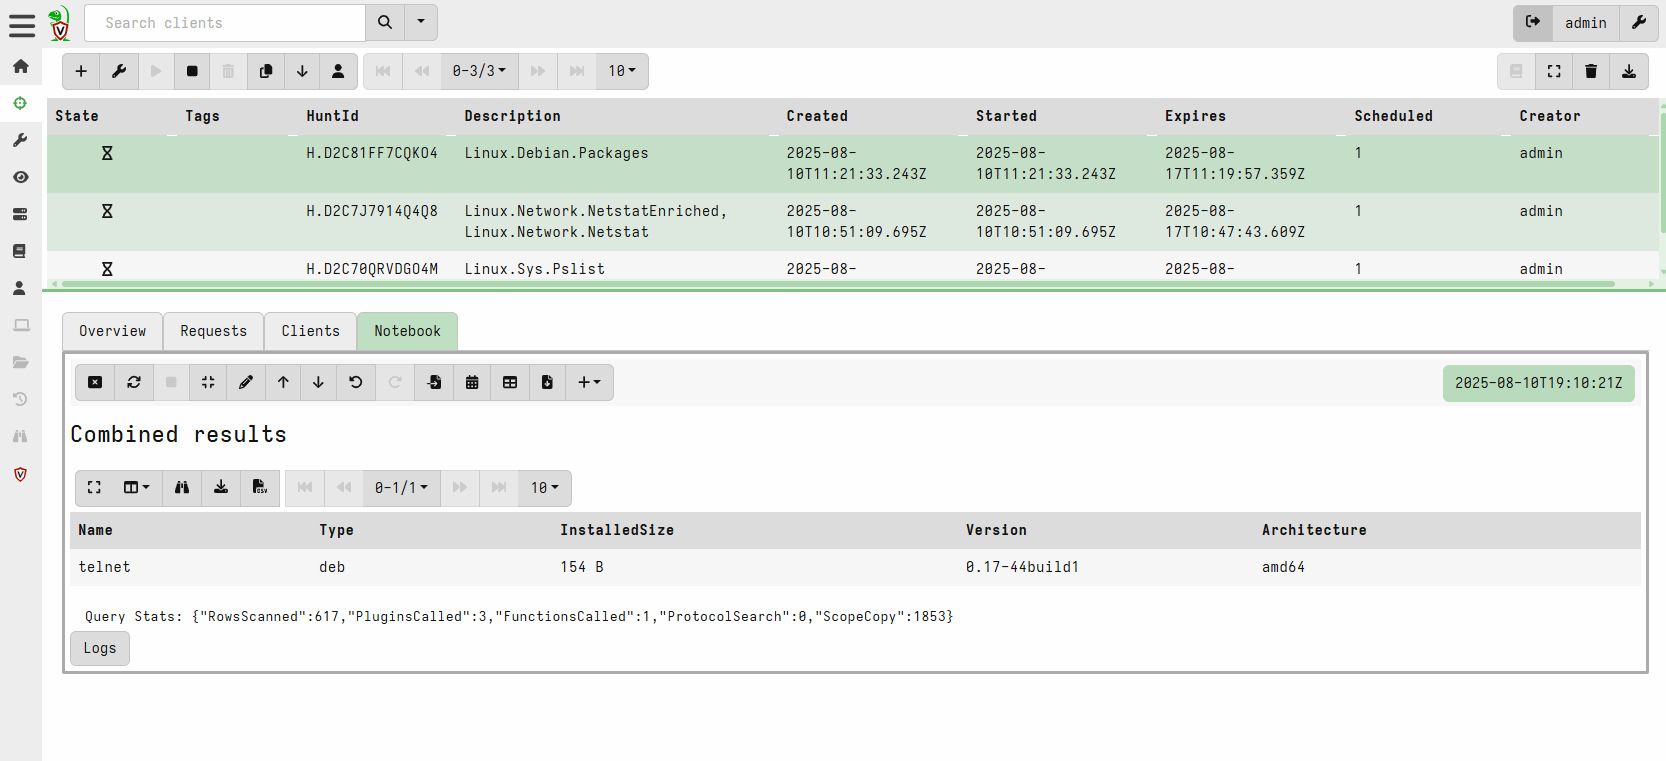 Search clients
admin
0-3/3
10
State Tags HuntId Description Created Started Expires Scheduled Creator
H.D2C81FF7CQKO4 Linux.Debian.Packages 2025-08-10T11:21:33.243Z 2025-08-10T11:21:33.243Z 2025-08-17T11:19:57.359Z 1 admin
H.D2C7J7914Q4Q8 Linux.Network.NetstatEnriched, Linux.Network.Netstat 2025-08-10T10:51:09.695Z 2025-08-10T10:51:09.695Z 2025-08-17T10:47:43.609Z 1 admin
H.D2C70QRVDGO4M Linux.Sys.Pslist 2025-08- 2025-08- 2025-08- 1 admin
Overview Requests Clients Notebook
2025-08-10T19:10:21Z
Combined results
0-1/1
10
Name Type InstalledSize Version Architecture
telnet deb 154 B 0.17-44build1 amd64
Query Stats: {"RowsScanned":617,"PluginsCalled":3,"FunctionsCalled":1,"ProtocolSearch":0,"ScopeCopy":1853}
Logs